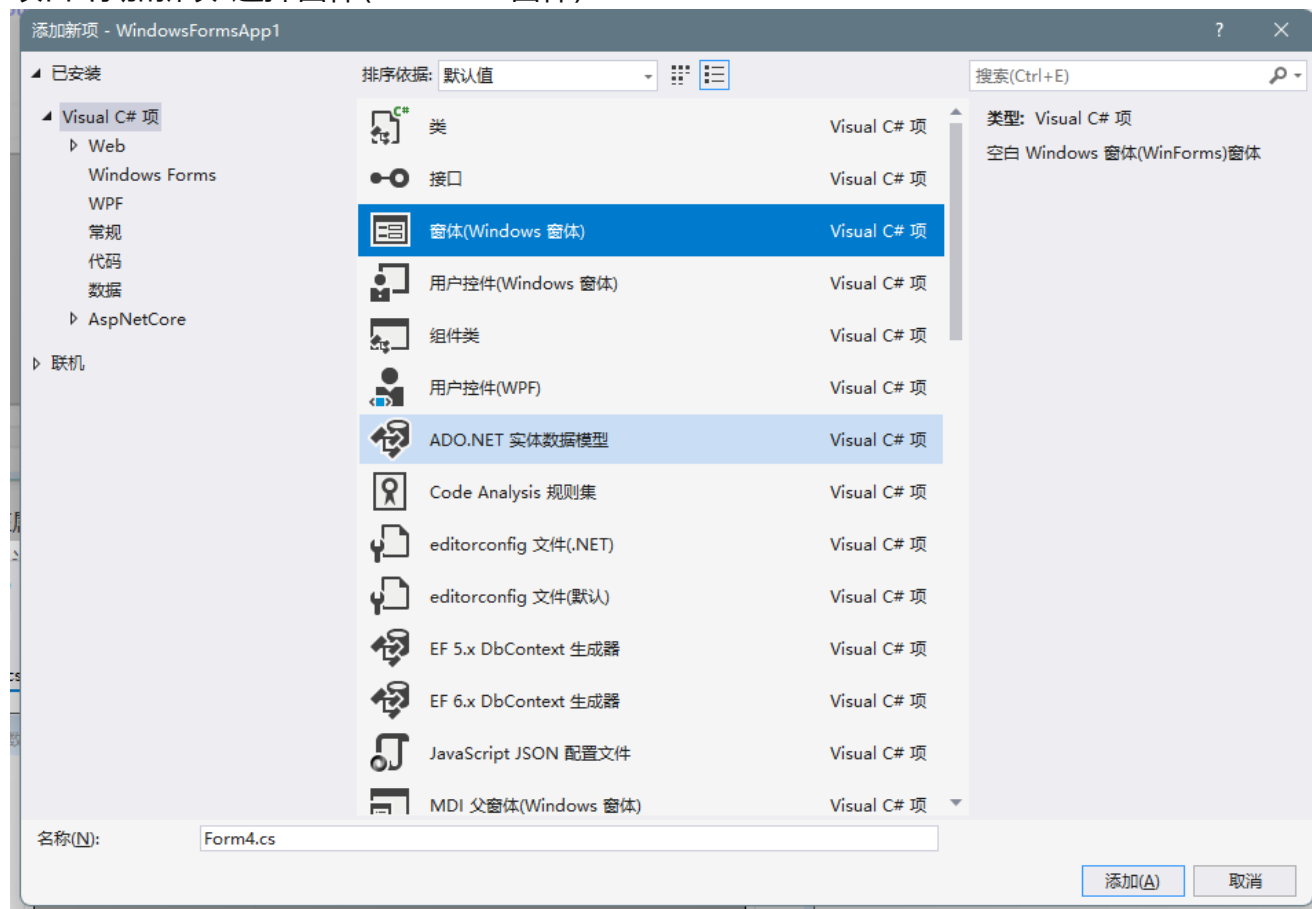 添加新项 - WindowsFormsApp1
?
已安装
排序依据: 默认值
搜索(Ctrl+E)
Visual C# 项
Web
Windows Forms
WPF
常规
代码
数据
AspNetCore
联机
C#
类 Visual C# 项
接口 Visual C# 项
窗体(Windows 窗体) Visual C# 项
用户控件(Windows 窗体) Visual C# 项
组件类 Visual C# 项
用户控件(WPF) Visual C# 项
ADO.NET 实体数据模型 Visual C# 项
Code Analysis 规则集 Visual C# 项
editorconfig 文件(.NET) Visual C# 项
editorconfig 文件(默认) Visual C# 项
EF 5.x DbContext 生成器 Visual C# 项
EF 6.x DbContext 生成器 Visual C# 项
JavaScript JSON 配置文件 Visual C# 项
MDI 父窗体(Windows 窗体) Visual C# 项
类型: Visual C# 项
空白 Windows 窗体(WinForms)窗体
名称(N): Form4.cs
添加(A) 取消